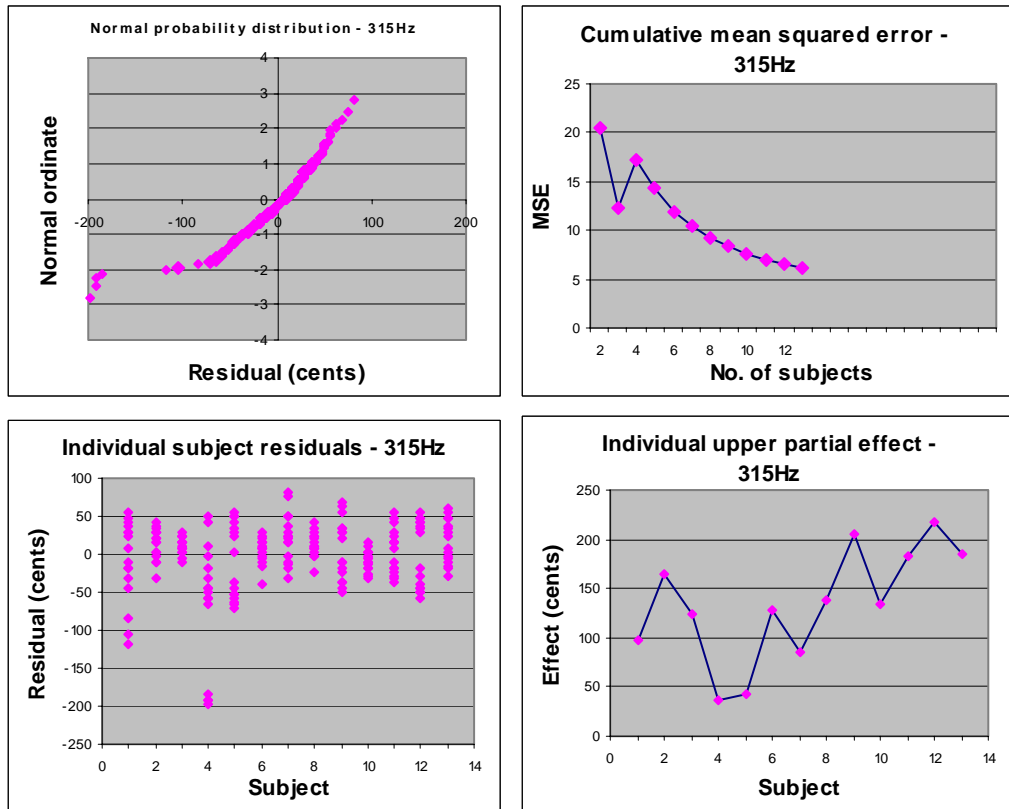 Normal probability distribution - 315Hz
4
3
2
1
0
-200 -100 0 100 200
-1
-2
-3
-4
Normal ordinate
Residual (cents)
Cumulative mean squared error -
315Hz
25
20
15
10
5
0
2 4 6 8 10 12
MSE
No. of subjects
Individual subject residuals - 315Hz
100
50
0
-50
-100
-150
-200
-250
0 2 4 6 8 10 12 14
Residual (cents)
Subject
Individual upper partial effect -
315Hz
250
200
150
100
50
0
0 2 4 6 8 10 12 14
Effect (cents)
Subject